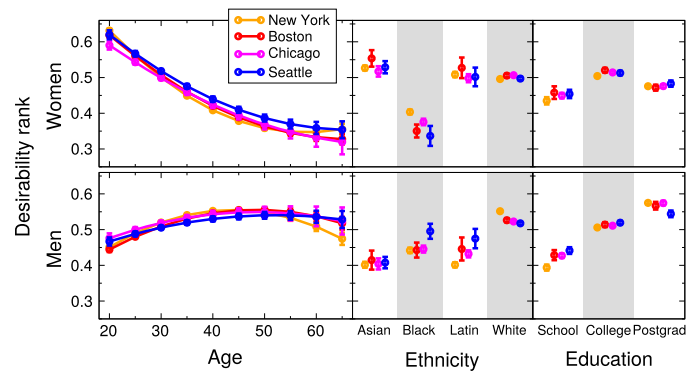 New York
Boston
Chicago
Seattle
Desirability rank
Women
0.6
0.5
0.4
0.3
Men
0.6
0.5
0.4
0.3
20 30 40 50 60
Asian Black Latin White
School College Postgrad
Age
Ethnicity
Education